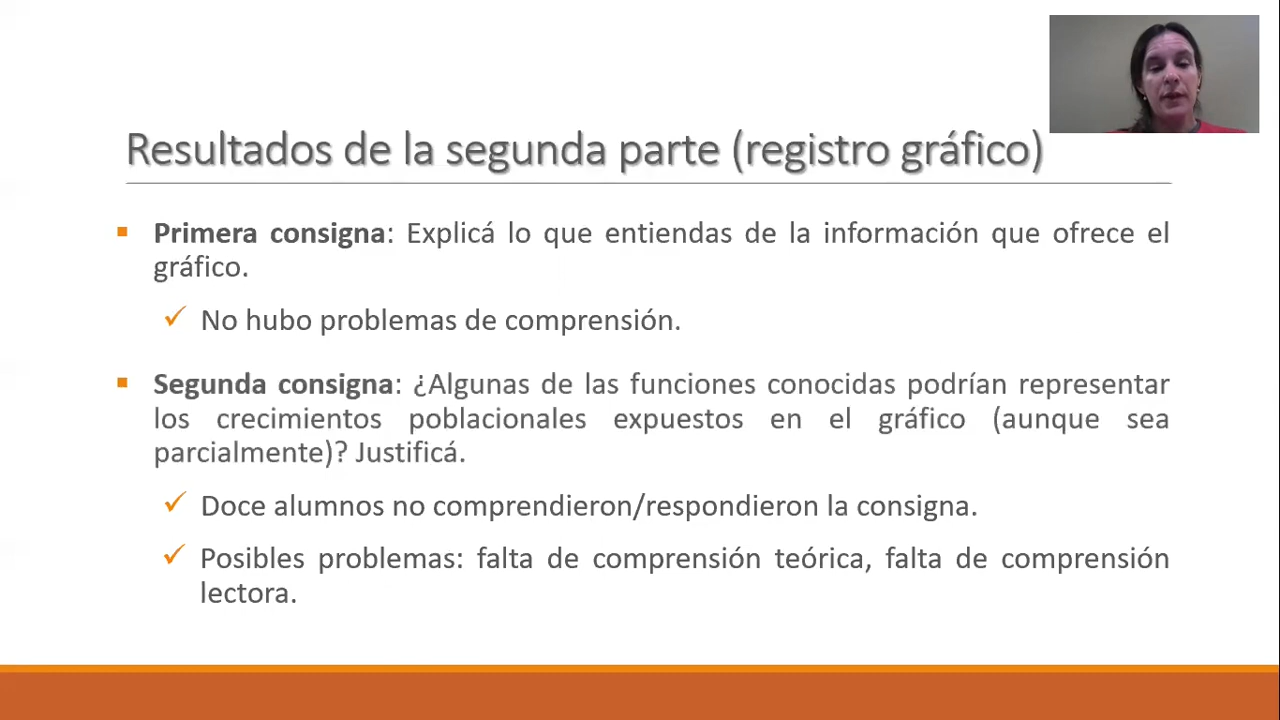 Resultados de la segunda parte (registro gráfico)
Primera consigna: Explicá lo que entiendas de la información que ofrece el
gráfico.
No hubo problemas de comprensión.
Segunda consigna: ¿Algunas de las funciones conocidas podrían representar
los crecimientos poblacionales expuestos en el gráfico (aunque sea
parcialmente)? Justificá.
Doce alumnos no comprendieron/respondieron la consigna.
Posibles problemas: falta de comprensión teórica, falta de comprensión
lectora.